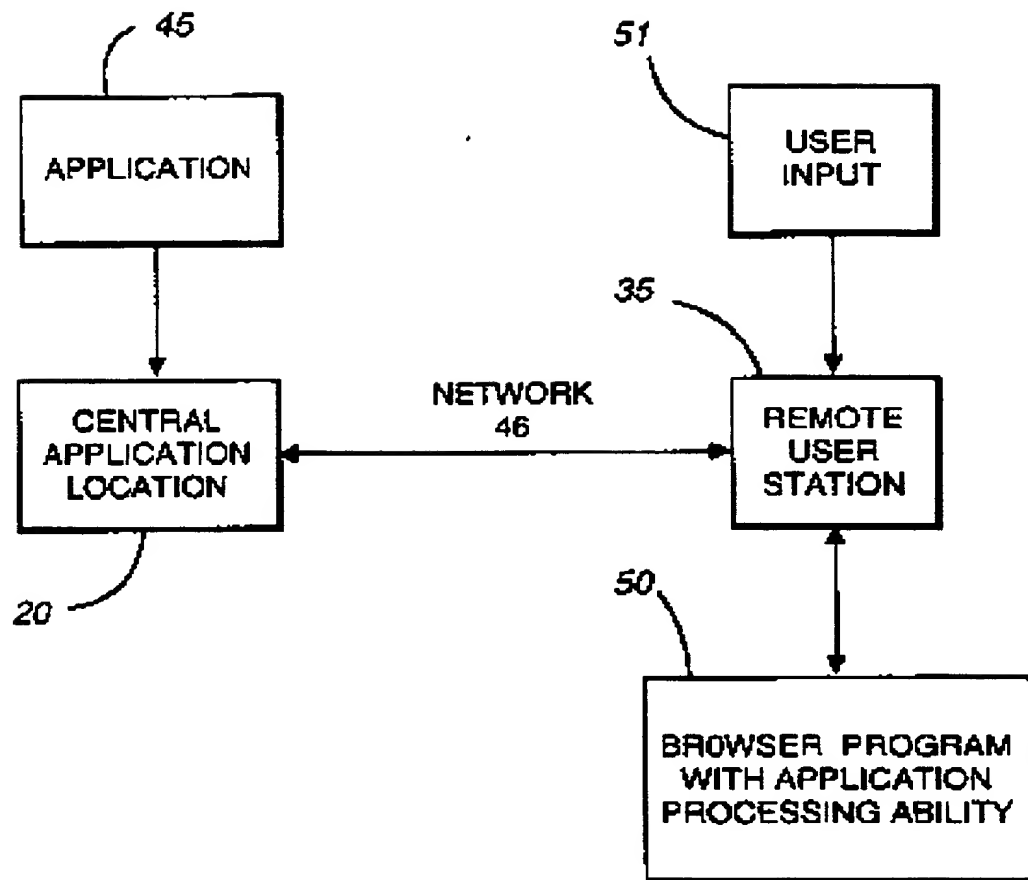 45
APPLICATION
51
USER
INPUT
35
CENTRAL
APPLICATION
LOCATION
20
NETWORK
46
REMOTE
USER
STATION
50
BROWSER PROGRAM
WITH APPLICATION
PROCESSING ABILITY